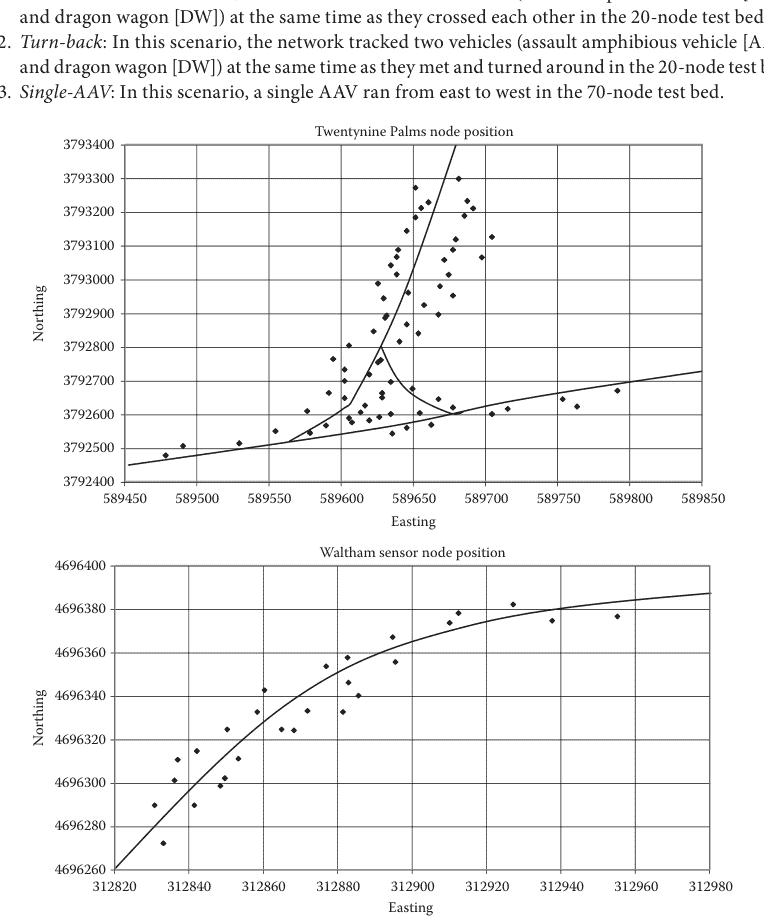 and dragon wagon [DW]) at the same time as they crossed each other in the 20-node test bed
2. Turn-back: In this scenario, the network tracked two vehicles (assault amphibious vehicle [A
and dragon wagon [DW]) at the same time as they met and turned around in the 20-node test
3. Single-AAV: In this scenario, a single AAV ran from east to west in the 70-node test bed.
Twentynine Palms node position
3793400
3793300
3793200
3793100
3793000
3792900
3792800
3792700
3792600
3792500
3792400
Northing
589450 589500 589550 589600 589650 589700 589750 589800 589850
Easting
Waltham sensor node position
4696400
4696380
4696360
4696340
4696320
4696300
4696280
4696260
Northing
312820 312840 312860 312880 312900 312920 312940 312960 312980
Easting